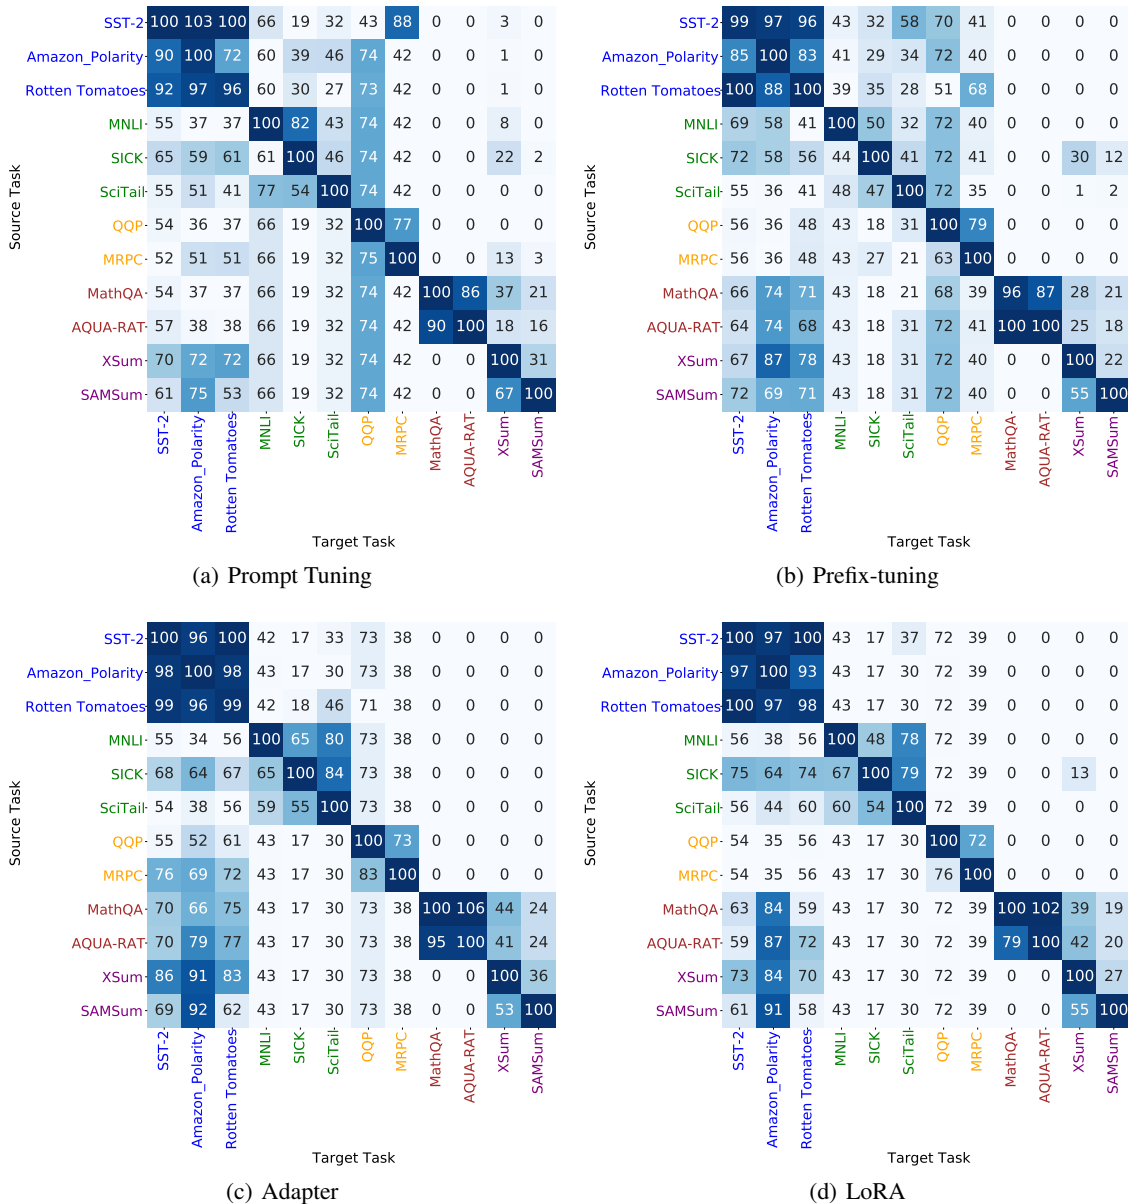 SST-2 100 103 100 66 19 32 43 88 0 0 3 0
Amazon_Polarity 90 100 72 60 39 46 74 42 0 0 1 0
Rotten Tomatoes 92 97 96 60 30 27 73 42 0 0 1 0
MNLI 55 37 37 100 82 43 74 42 0 0 8 0
SICK 65 59 61 61 100 46 74 42 0 0 22 2
SciTail 55 51 41 77 54 100 74 42 0 0 0 0
QQP 54 36 37 66 19 32 100 77 0 0 0 0
MRPC 52 51 51 66 19 32 75 100 0 0 13 3
MathQA 54 37 37 66 19 32 74 42 100 86 37 21
AQUA-RAT 57 38 38 66 19 32 74 42 90 100 18 16
XSum 70 72 72 66 19 32 74 42 0 0 100 31
SAMSum 61 75 53 66 19 32 74 42 0 0 67 100
Source Task
SST-2 Amazon_Polarity Rotten Tomatoes MNLI SICK SciTail QQP MRPC MathQA AQUA-RAT XSum SAMSum
Target Task
(a) Prompt Tuning
SST-2 99 97 96 43 32 58 70 41 0 0 0 0
Amazon_Polarity 85 100 83 41 29 34 72 40 0 0 0 0
Rotten Tomatoes 100 88 100 39 35 28 51 68 0 0 0 0
MNLI 69 58 41 100 50 32 72 40 0 0 0 0
SICK 72 58 56 44 100 41 72 41 0 0 30 12
SciTail 55 36 41 48 47 100 72 35 0 0 1 2
QQP 56 36 48 43 18 31 100 79 0 0 0 0
MRPC 56 36 48 43 27 21 63 100 0 0 3 0
MathQA 66 74 71 43 18 21 68 39 96 87 28 21
AQUA-RAT 64 74 68 43 18 31 72 41 100 100 25 18
XSum 67 87 78 43 18 31 72 40 0 0 100 22
SAMSum 72 69 71 43 18 31 72 40 0 0 55 100
Source Task
SST-2 Amazon_Polarity Rotten Tomatoes MNLI SICK SciTail QQP MRPC MathQA AQUA-RAT XSum SAMSum
Target Task
(b) Prefix-tuning
SST-2 100 96 100 42 17 33 73 38 0 0 0 0
Amazon_Polarity 98 100 98 43 17 30 73 38 0 0 0 0
Rotten Tomatoes 99 96 99 42 18 46 71 38 0 0 0 0
MNLI 55 34 56 100 65 80 73 38 0 0 0 0
SICK 68 64 67 65 100 84 73 38 0 0 0 0
SciTail 54 38 56 59 55 100 73 38 0 0 0 0
QQP 55 52 61 43 17 30 100 73 0 0 0 0
MRPC 76 69 72 43 17 30 83 100 0 0 0 0
MathQA 70 66 75 43 17 30 73 38 100 106 44 24
AQUA-RAT 70 79 77 43 17 30 73 38 95 100 41 24
XSum 86 91 83 43 17 30 73 38 0 0 100 36
SAMSum 69 92 62 43 17 30 73 38 0 0 53 100
Source Task
SST-2 Amazon_Polarity Rotten Tomatoes MNLI SICK SciTail QQP MRPC MathQA AQUA-RAT XSum SAMSum
Target Task
(c) Adapter
SST-2 100 97 100 43 17 37 72 39 0 0 0 0
Amazon_Polarity 97 100 93 43 17 30 72 39 0 0 0 0
Rotten Tomatoes 100 97 98 43 17 30 72 39 0 0 0 0
MNLI 56 38 56 100 48 78 72 39 0 0 0 0
SICK 75 64 74 67 100 79 72 39 0 0 13 0
SciTail 56 44 60 60 54 100 72 39 0 0 0 0
QQP 54 35 56 43 17 30 100 72 0 0 0 0
MRPC 54 35 56 43 17 30 76 100 0 0 0 0
MathQA 63 84 59 43 17 30 72 39 100 102 39 19
AQUA-RAT 59 87 72 43 17 30 72 39 79 100 42 20
XSum 73 84 70 43 17 30 72 39 0 0 100 27
SAMSum 61 91 58 43 17 30 72 39 0 0 55 100
Source Task
SST-2 Amazon_Polarity Rotten Tomatoes MNLI SICK SciTail QQP MRPC MathQA AQUA-RAT XSum SAMSum
Target Task
(d) LoRA